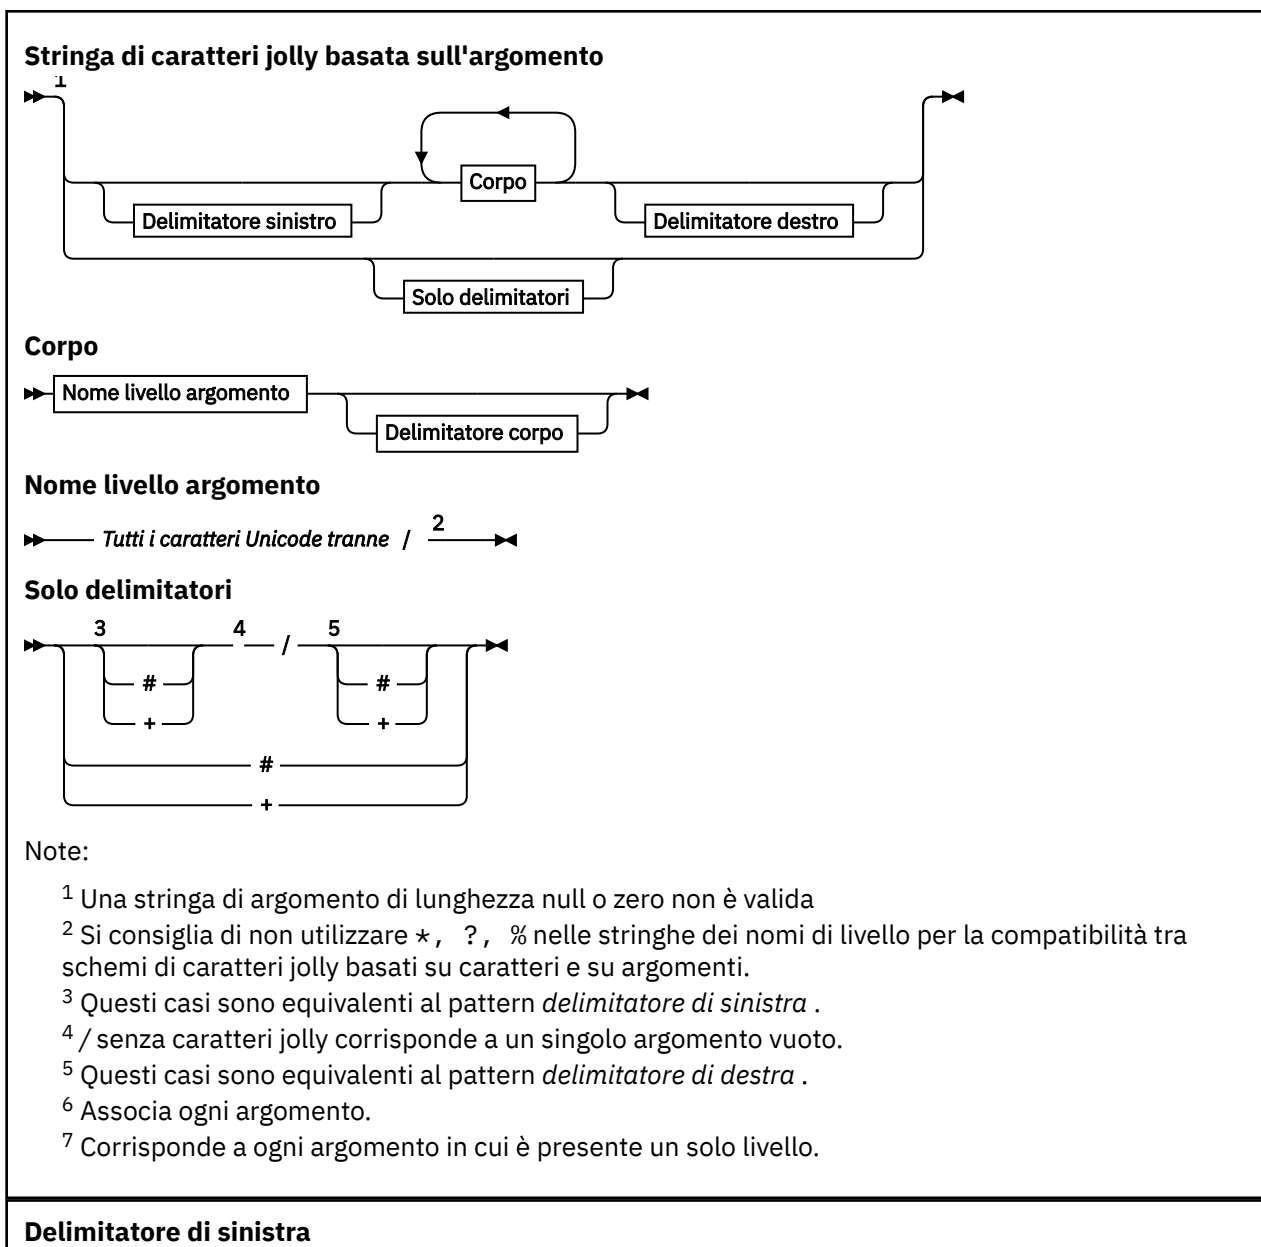 Stringa di caratteri jolly basata sull'argomento
1
Corpo
Delimitatore sinistro
Delimitatore destro
Solo delimitatori
Corpo
Nome livello argomento
Delimitatore corpo
Nome livello argomento
Tutti i caratteri Unicode tranne / 2
Solo delimitatori
3 4 / 5
# #
+ +
#
+
Note:
1 Una stringa di argomento di lunghezza null o zero non è valida
2 Si consiglia di non utilizzare *, ?, % nelle stringhe dei nomi di livello per la compatibilità tra
schemi di caratteri jolly basati su caratteri e su argomenti.
3 Questi casi sono equivalenti al pattern delimitatore di sinistra .
4 / senza caratteri jolly corrisponde a un singolo argomento vuoto.
5 Questi casi sono equivalenti al pattern delimitatore di destra .
6 Associa ogni argomento.
7 Corrisponde a ogni argomento in cui è presente un solo livello.
Delimitatore di sinistra